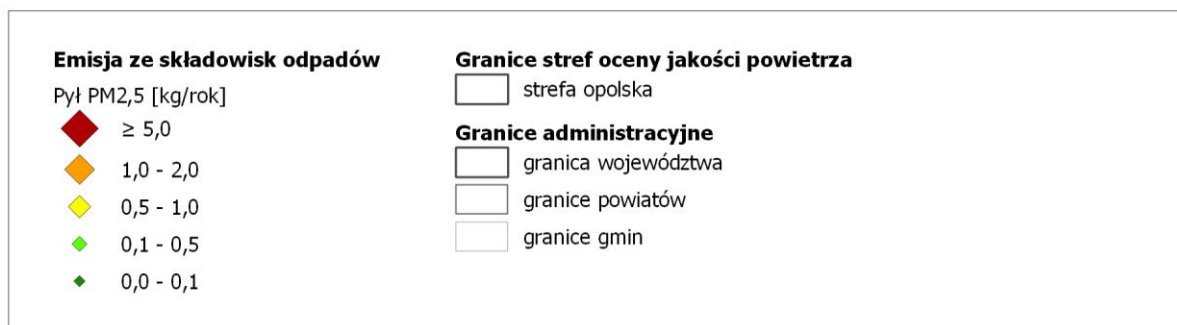 Emisja ze składowisk odpadów
Pył PM2,5 [kg/rok]
≥ 5,0
1,0 - 2,0
0,5 - 1,0
0,1 - 0,5
0,0 - 0,1
Granice stref oceny jakości powietrza
strefa opolska
Granice administracyjne
granica województwa
granice powiatów
granice gmin